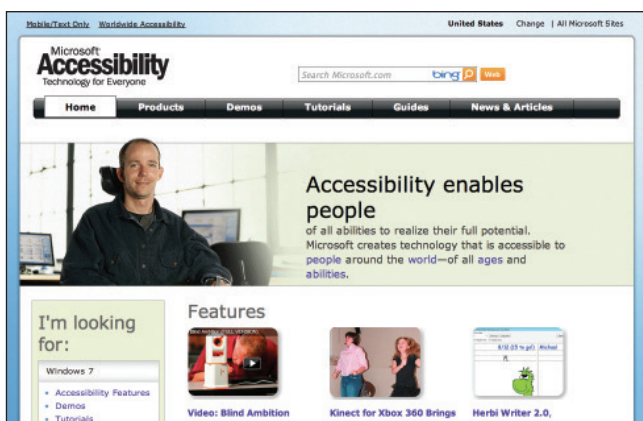 Mobile/Text Only Worldwide Accessibility
United States Change | All Microsoft Sites
Microsoft
Accessibility
Technology for Everyone
Search Microsoft.com bing Web
Home Products Demos Tutorials Guides News & Articles
Accessibility enables
people
of all abilities to realize their full potential.
Microsoft creates technology that is accessible to
people around the world—of all ages and
abilities.
I'm looking
for:
Windows 7
Accessibility Features
Demos
Tutorials
Features
Video: Blind Ambition
Kinect for Xbox 360 Brings
Herbi Writer 2.0,